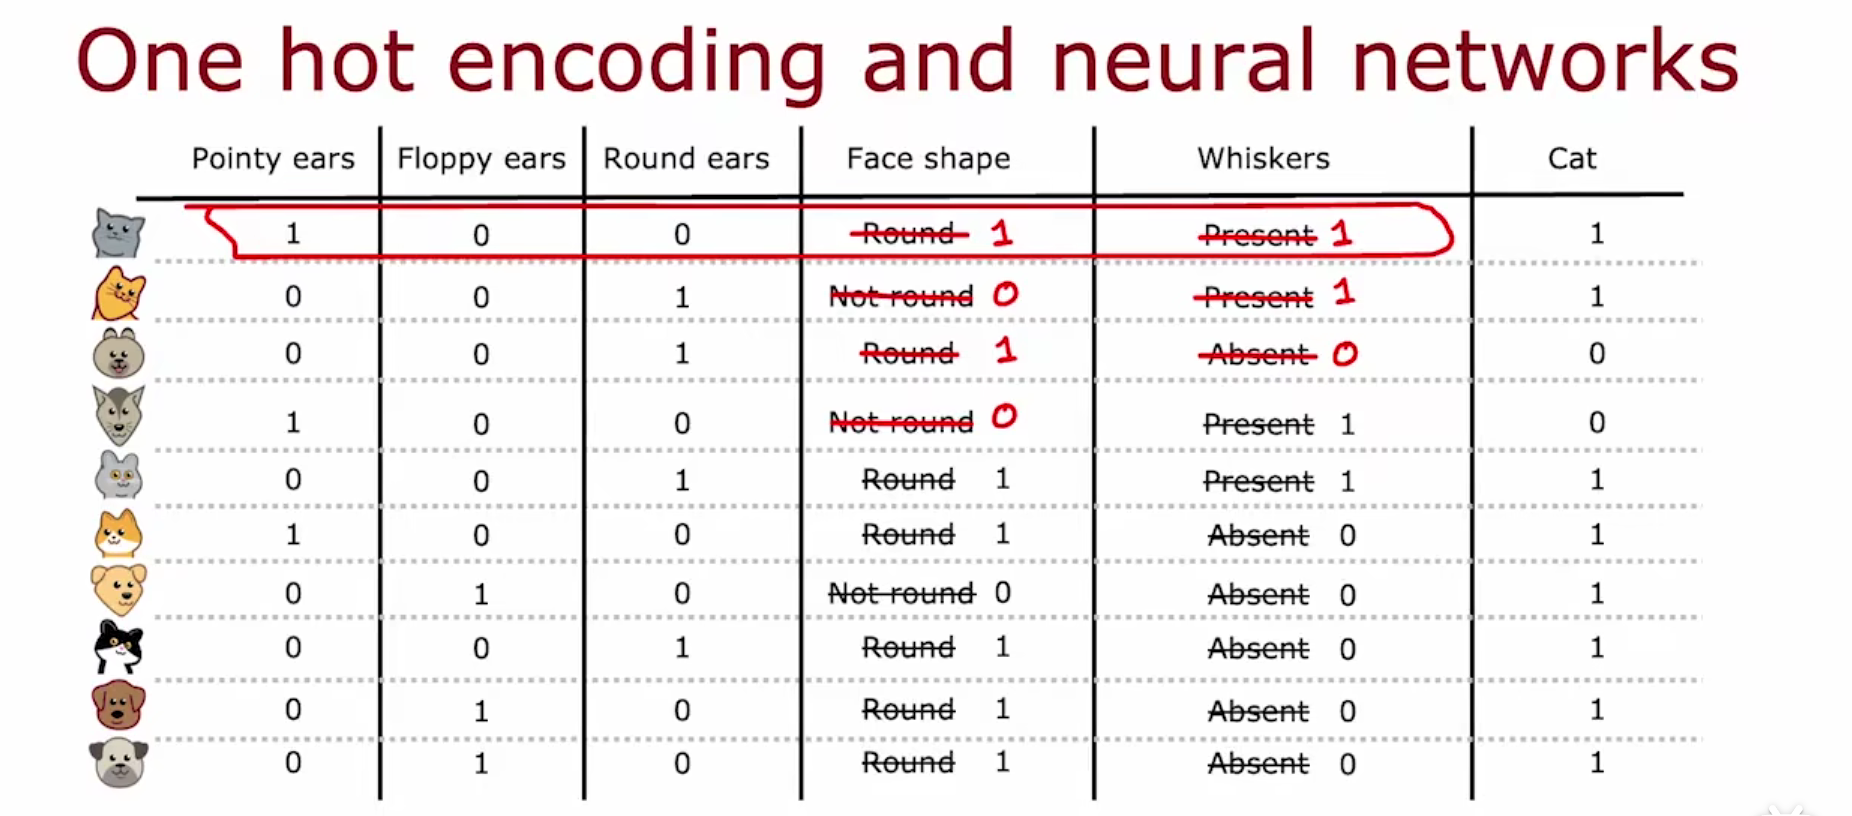 One hot encoding and neural networks
Pointy ears Floppy ears Round ears Face shape Whiskers Cat
1 0 0 Round 1 Present 1 1
0 0 1 Not round 0 Present 1 1
0 0 1 Round 1 Absent 0 0
1 0 0 Not round 0 Present 1 0
0 0 1 Round 1 Present 1 1
1 0 0 Round 1 Absent 0 1
0 1 0 Not round 0 Absent 0 1
0 0 1 Round 1 Absent 0 1
0 1 0 Round 1 Absent 0 1
0 1 0 Round 1 Absent 0 1